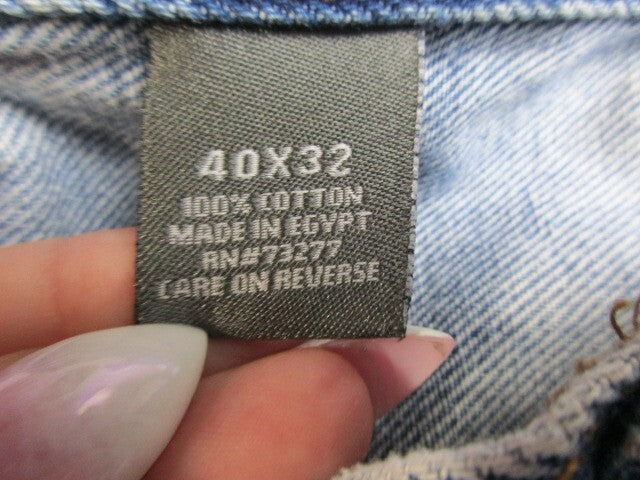 40X32
100% COTTON
MADE IN EGYPT
RN#73277
CARE ON REVERSE